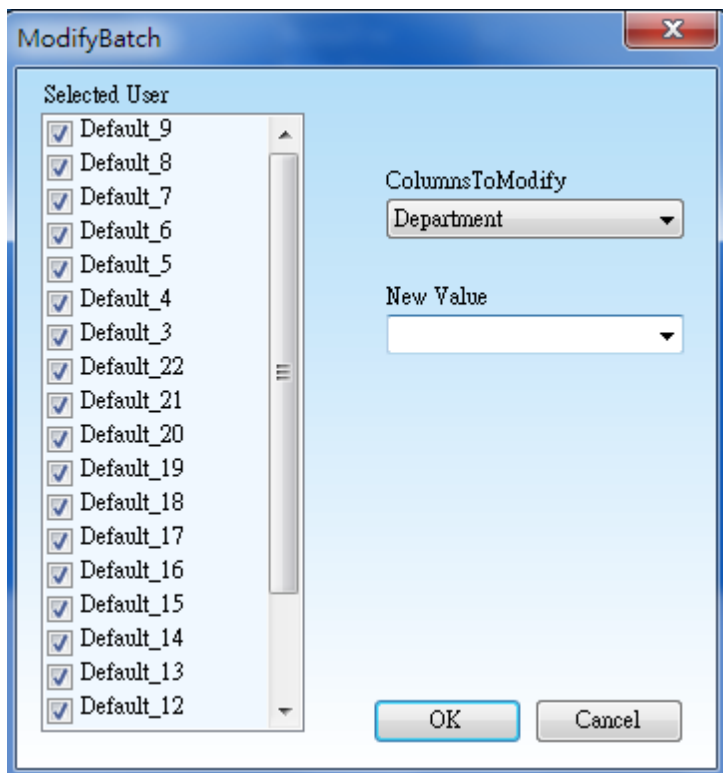 ModifyBatch
Selected User
Default_9
Default_8
Default_7
Default_6
Default_5
Default_4
Default_3
Default_22
Default_21
Default_20
Default_19
Default_18
Default_17
Default_16
Default_15
Default_14
Default_13
Default_12
ColumnsToModify
Department
New Value
OK
Cancel